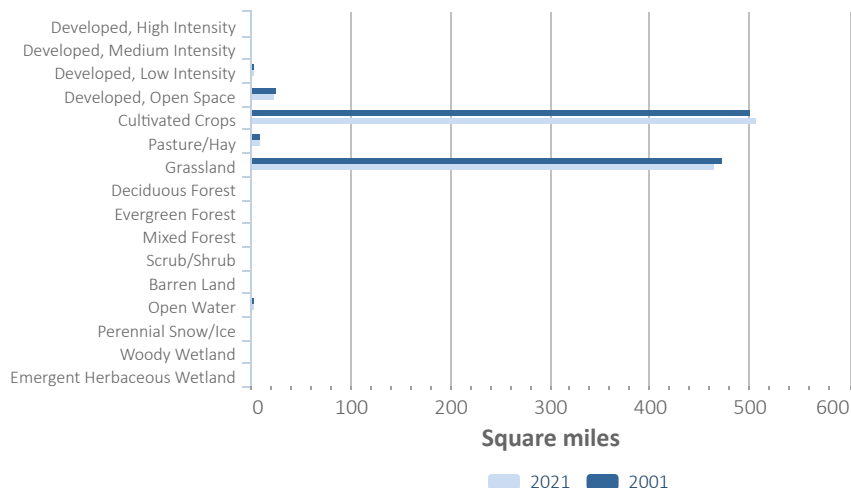 Developed, High Intensity
Developed, Medium Intensity
Developed, Low Intensity
Developed, Open Space
Cultivated Crops
Pasture/Hay
Grassland
Deciduous Forest
Evergreen Forest
Mixed Forest
Scrub/Shrub
Barren Land
Open Water
Perennial Snow/Ice
Woody Wetland
Emergent Herbaceous Wetland
0 100 200 300 400 500 600
Square miles
2021 2001